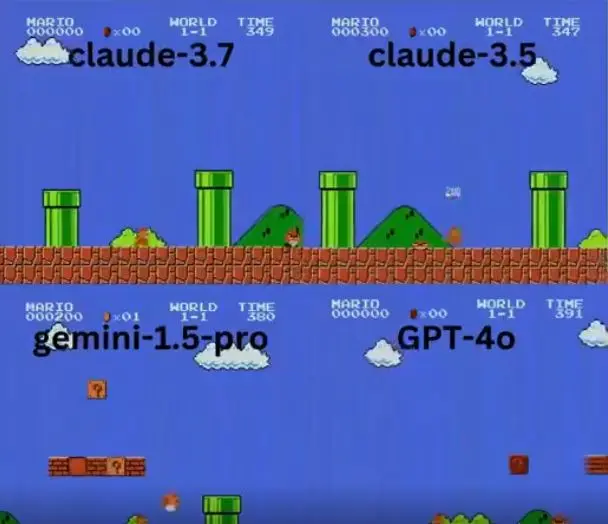 MARIO WORLD TIME
000000 ×00 1-1 349
claude-3.7
MARIO WORLD TIME
000300 ×00 1-1 347
claude-3.5
200
MARIO WORLD TIME
000200 ×01 1-1 380
gemini-1.5-pro
?
?
MARIO WORLD TIME
000000 ×00 1-1 391
GPT-4o